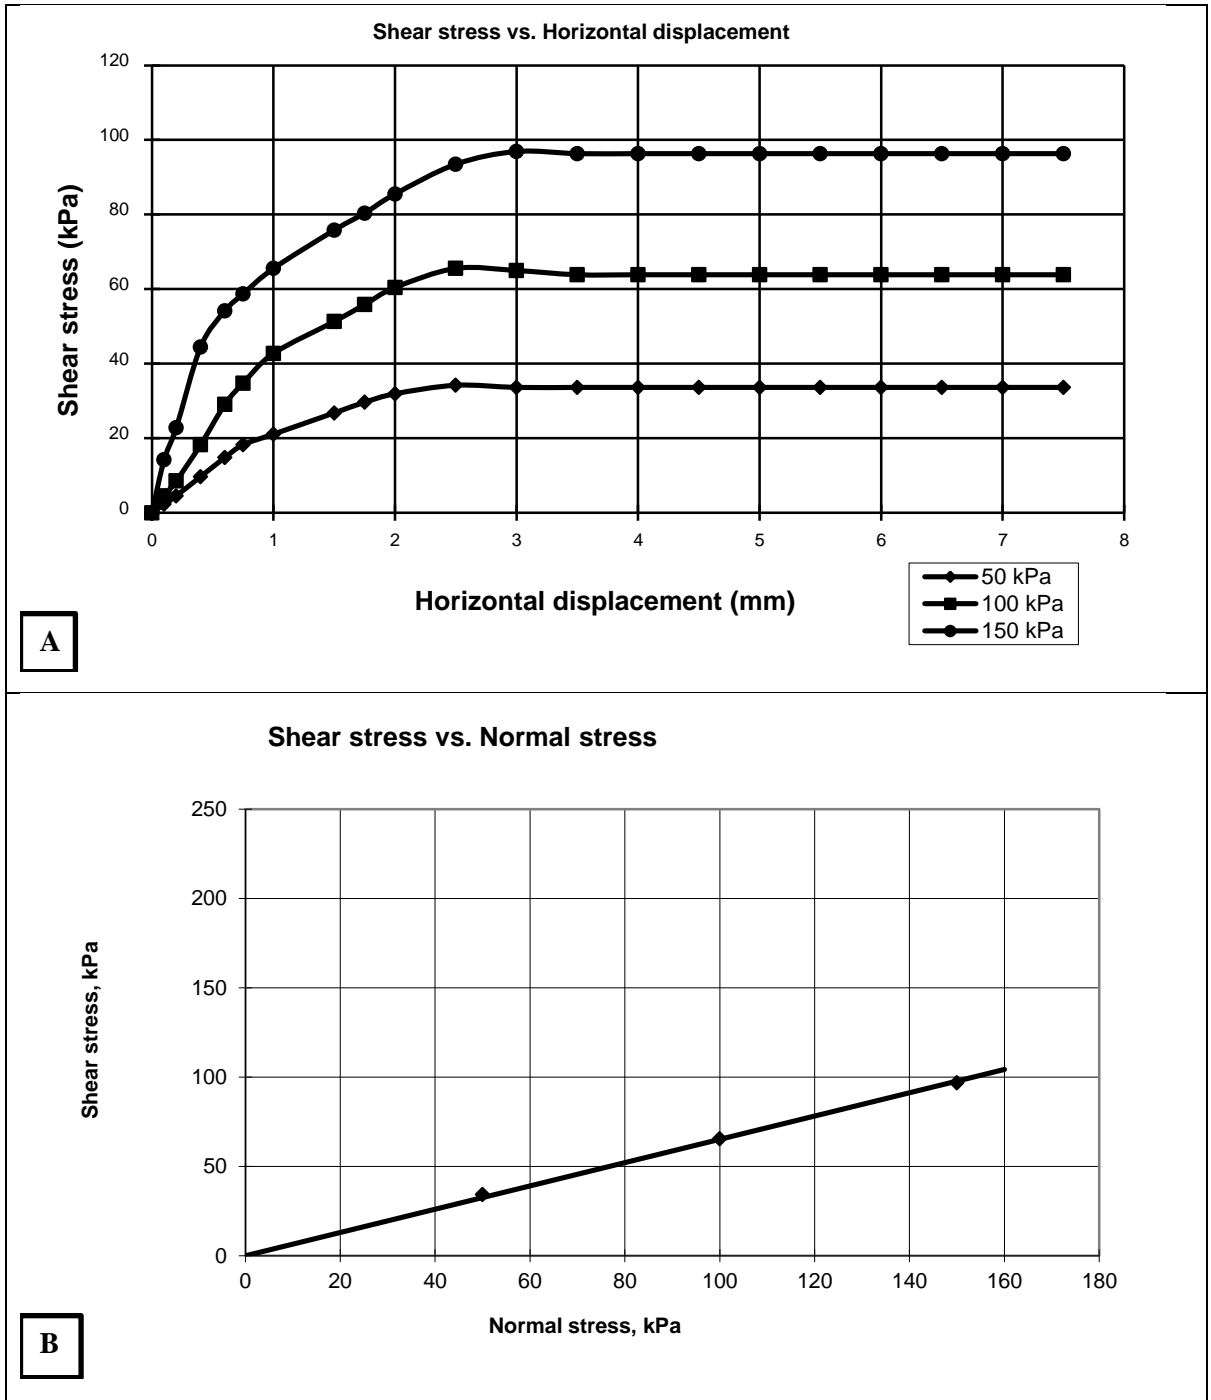 Shear stress vs. Horizontal displacement
120
100
80
60
40
20
0
Shear stress (kPa)
0 1 2 3 4 5 6 7 8
Horizontal displacement (mm)
50 kPa
100 kPa
150 kPa
A
Shear stress vs. Normal stress
250
200
150
100
50
0
Shear stress, kPa
0 20 40 60 80 100 120 140 160 180
Normal stress, kPa
B